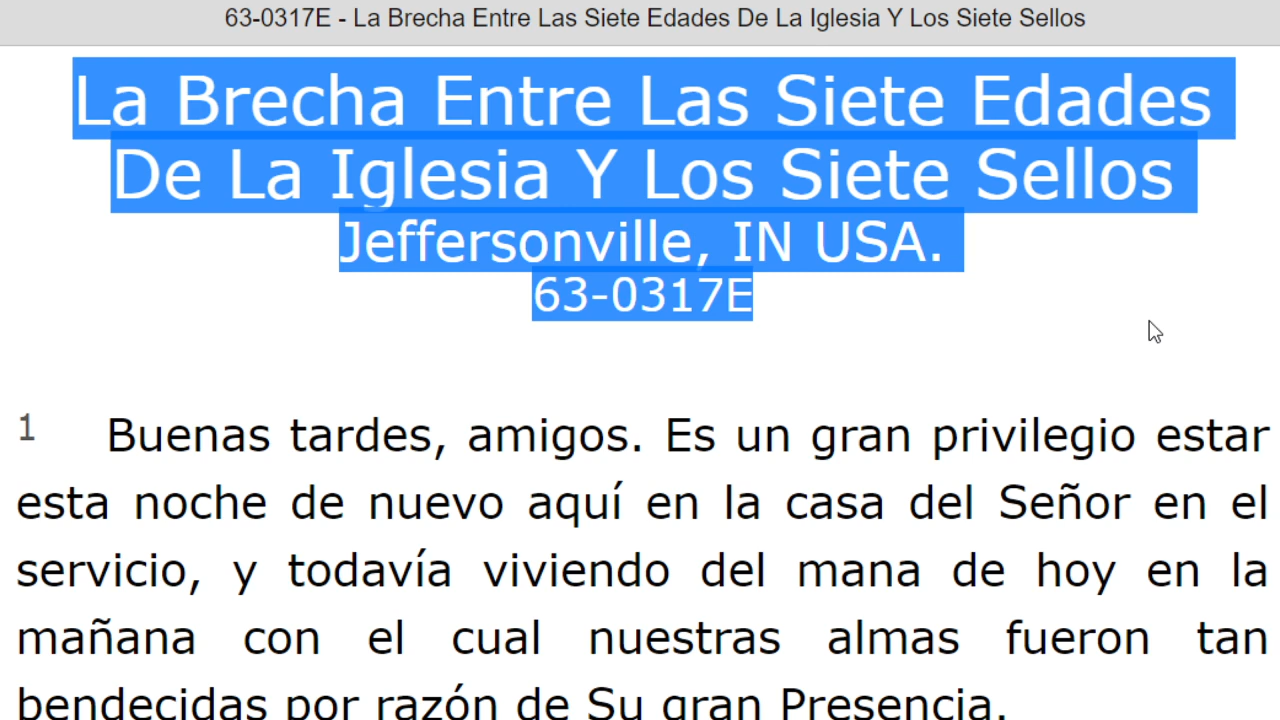 63-0317E - La Brecha Entre Las Siete Edades De La Iglesia Y Los Siete Sellos
La Brecha Entre Las Siete Edades
De La Iglesia Y Los Siete Sellos
Jeffersonville, IN USA.
63-0317E
1 Buenas tardes, amigos. Es un gran privilegio estar
esta noche de nuevo aquí en la casa del Señor en el
servicio, y todavía viviendo del mana de hoy en la
mañana con el cual nuestras almas fueron tan
bendecidas por razón de Su gran Presencia.